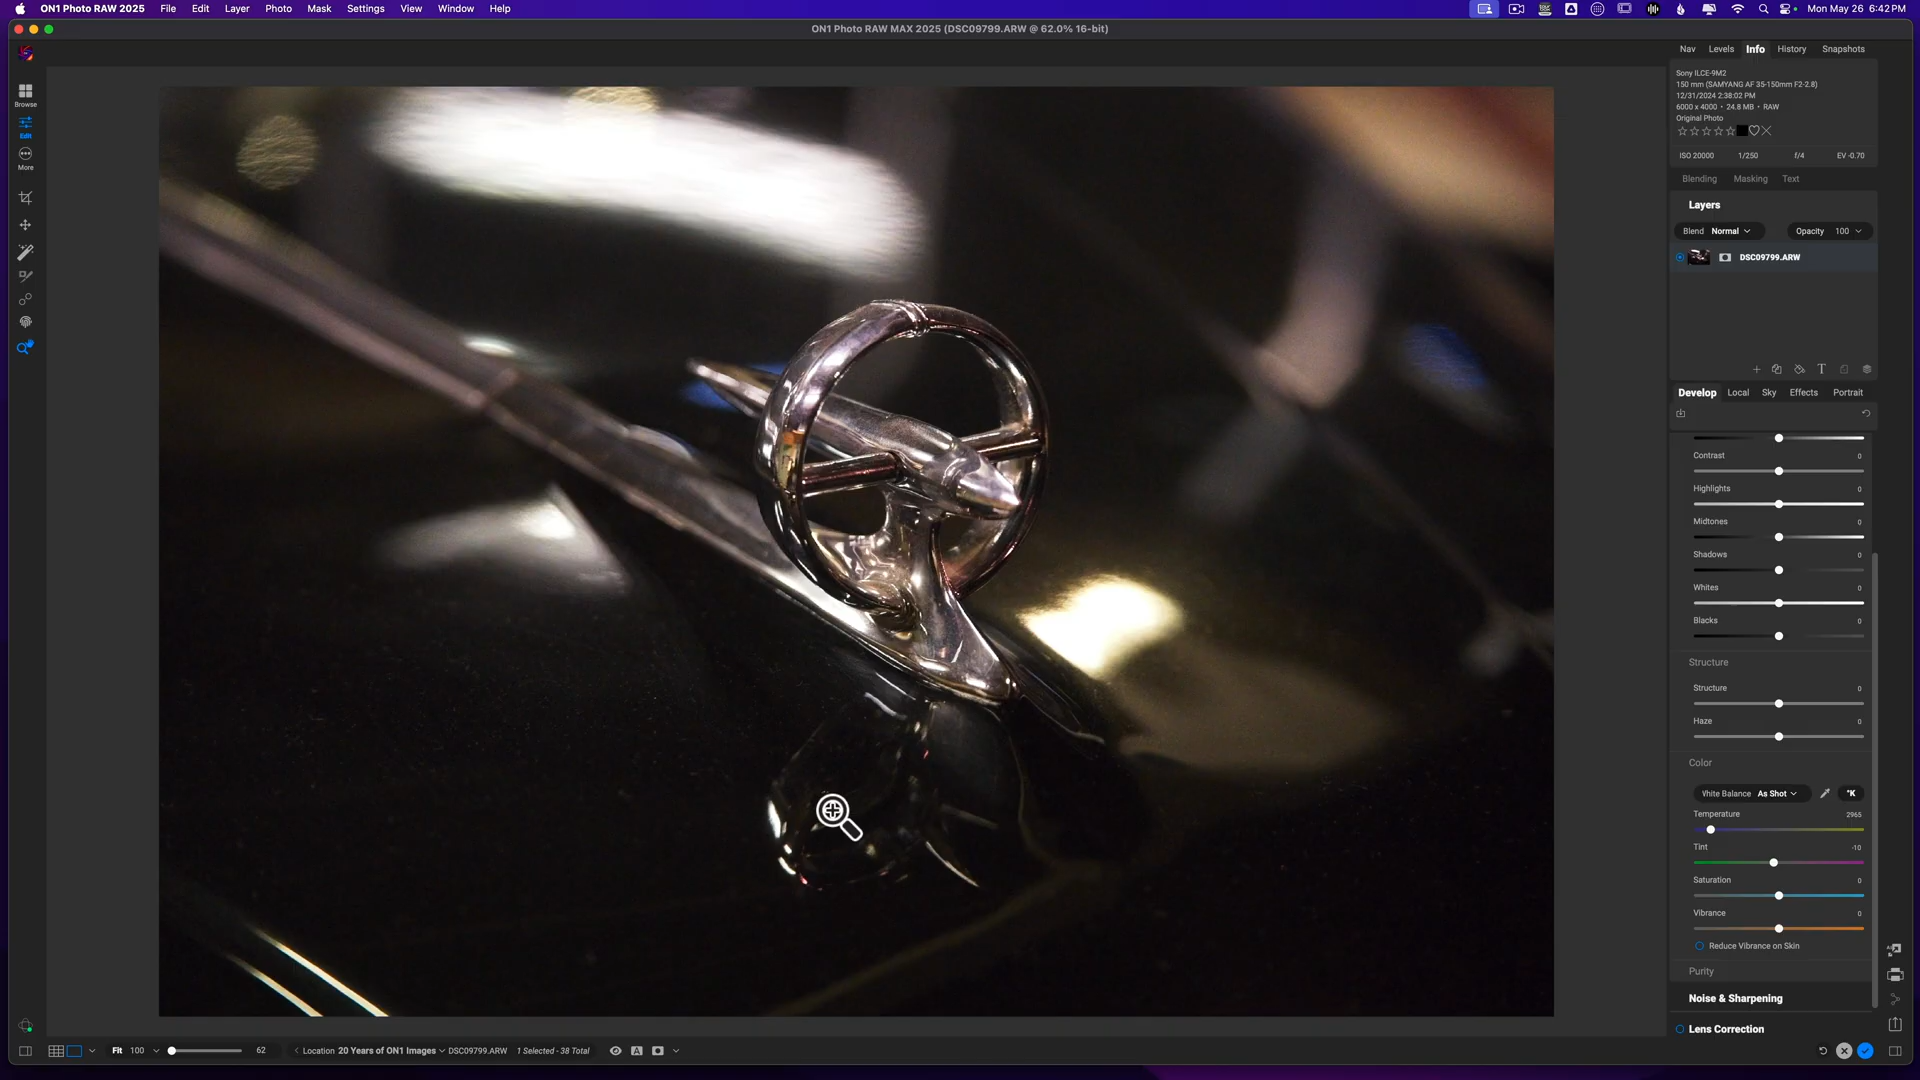 ON1 Photo RAW 2025 File Edit Layer Photo Mask Settings View Window Help Mon May 26 6:42 PM
ON1 Photo RAW MAX 2025 (DSC09799.ARW @ 62.0% 16-bit)
Browse
Edit
More
Nav Levels Info History Snapshots
Sony ILCE-9M2
150 mm (SAMYANG AF 35-150mm F2-2.8)
12/31/2024 2:38:02 PM
6000 x 4000 • 24.8 MB • RAW
Original Photo
ISO 20000 1/250 f/4 EV -0.70
Blending Masking Text
Layers
Blend Normal Opacity 100
DSC09799.ARW
Develop Local Sky Effects Portrait
Contrast 0
Highlights 0
Midtones 0
Shadows 0
Whites 0
Blacks 0
Structure
Structure 0
Haze 0
Color
White Balance As Shot °K
Temperature 2965
Tint -10
Saturation 0
Vibrance 0
Reduce Vibrance on Skin
Purity
Noise & Sharpening
Lens Correction
Fit 100 62 Location 20 Years of ON1 Images DSC09799.ARW 1 Selected - 38 Total